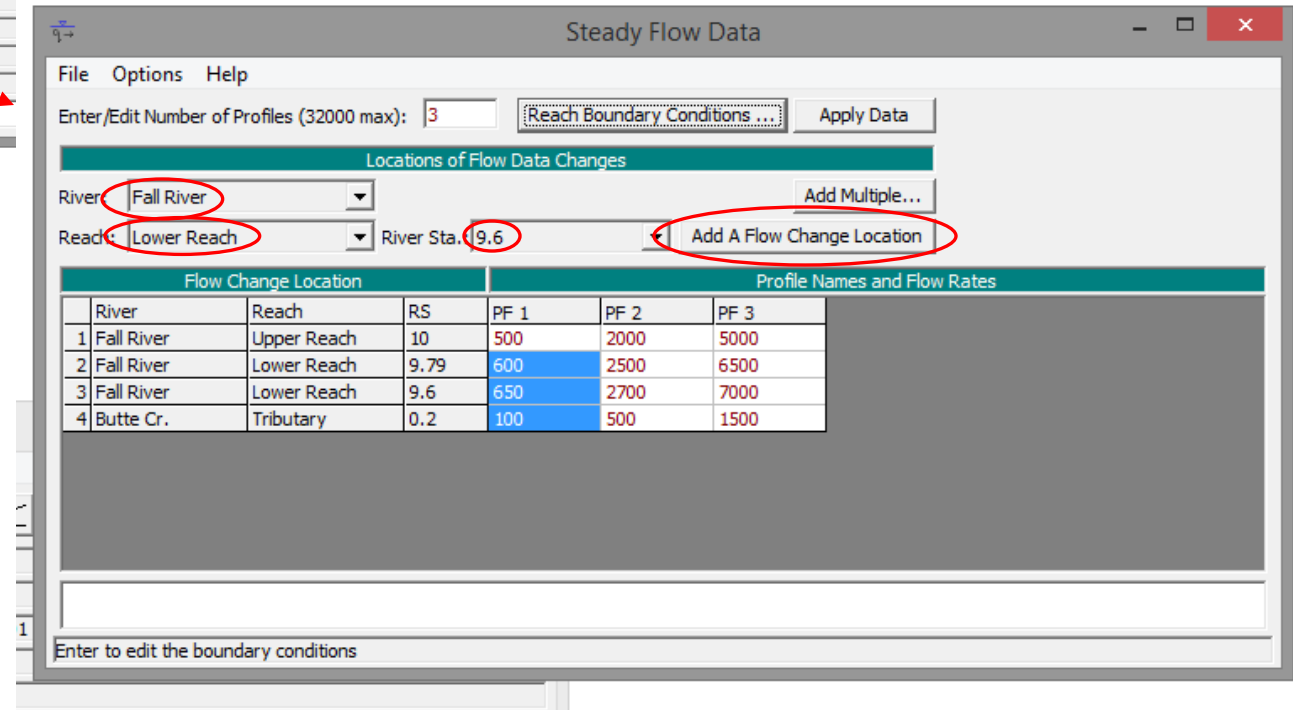 Steady Flow Data
File Options Help
Enter/Edit Number of Profiles (32000 max): 3 Reach Boundary Conditions ... Apply Data
Locations of Flow Data Changes
River: Fall River Add Multiple...
Reach: Lower Reach River Sta.: 9.6 Add A Flow Change Location
Flow Change Location Profile Names and Flow Rates
River Reach RS PF 1 PF 2 PF 3
1 Fall River Upper Reach 10 500 2000 5000
2 Fall River Lower Reach 9.79 600 2500 6500
3 Fall River Lower Reach 9.6 650 2700 7000
4 Butte Cr. Tributary 0.2 100 500 1500
1
Enter to edit the boundary conditions